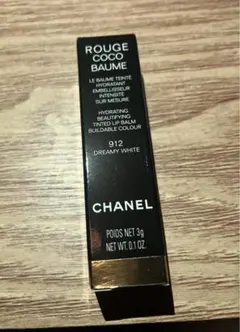 ROUGE
COCO
BAUME
LE BAUME TEINTÉ
HYDRATANT
EMBELLISSEUR
INTENSITÉ
SUR MESURE
HYDRATING
BEAUTIFYING
TINTED LIP BALM
BUILDABLE COLOUR
912
DREAMY WHITE
CHANEL
POIDS NET 3g
NET WT. 0.1 OZ.